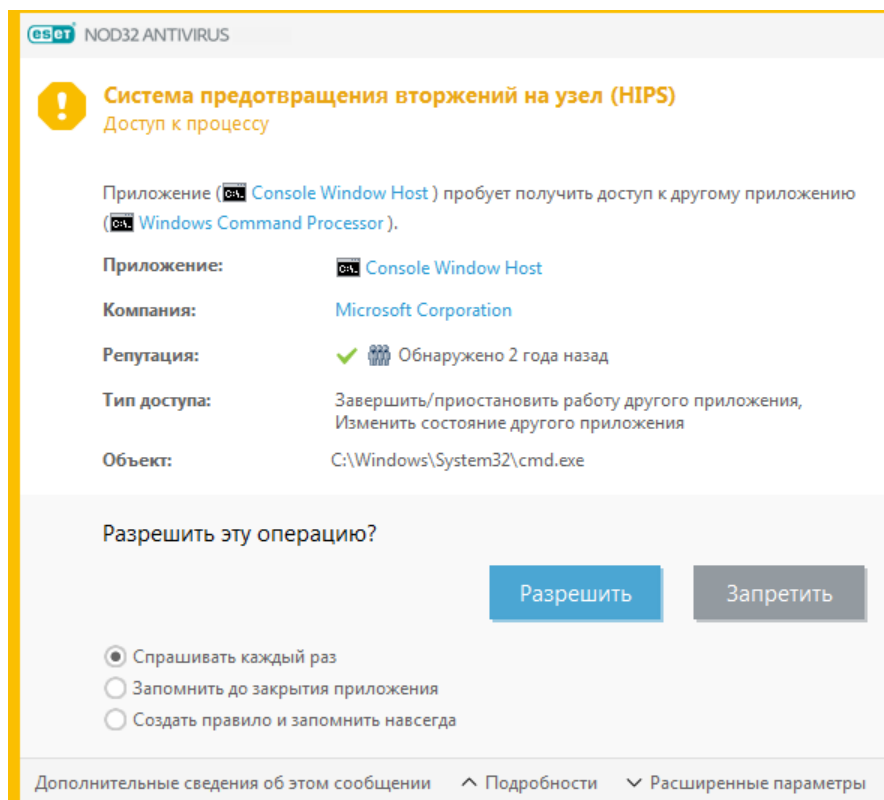 eset NOD32 ANTIVIRUS
Система предотвращения вторжений на узел (HIPS)
Доступ к процессу
Приложение ( C:\. Console Window Host ) пробует получить доступ к другому приложению
( C:\. Windows Command Processor ).
Приложение: C:\. Console Window Host
Компания: Microsoft Corporation
Репутация: Обнаружено 2 года назад
Тип доступа: Завершить/приостановить работу другого приложения,
Изменить состояние другого приложения
Объект: C:\Windows\System32\cmd.exe
Разрешить эту операцию?
Разрешить Запретить
Спрашивать каждый раз
Запомнить до закрытия приложения
Создать правило и запомнить навсегда
Дополнительные сведения об этом сообщении Подробности Расширенные параметры